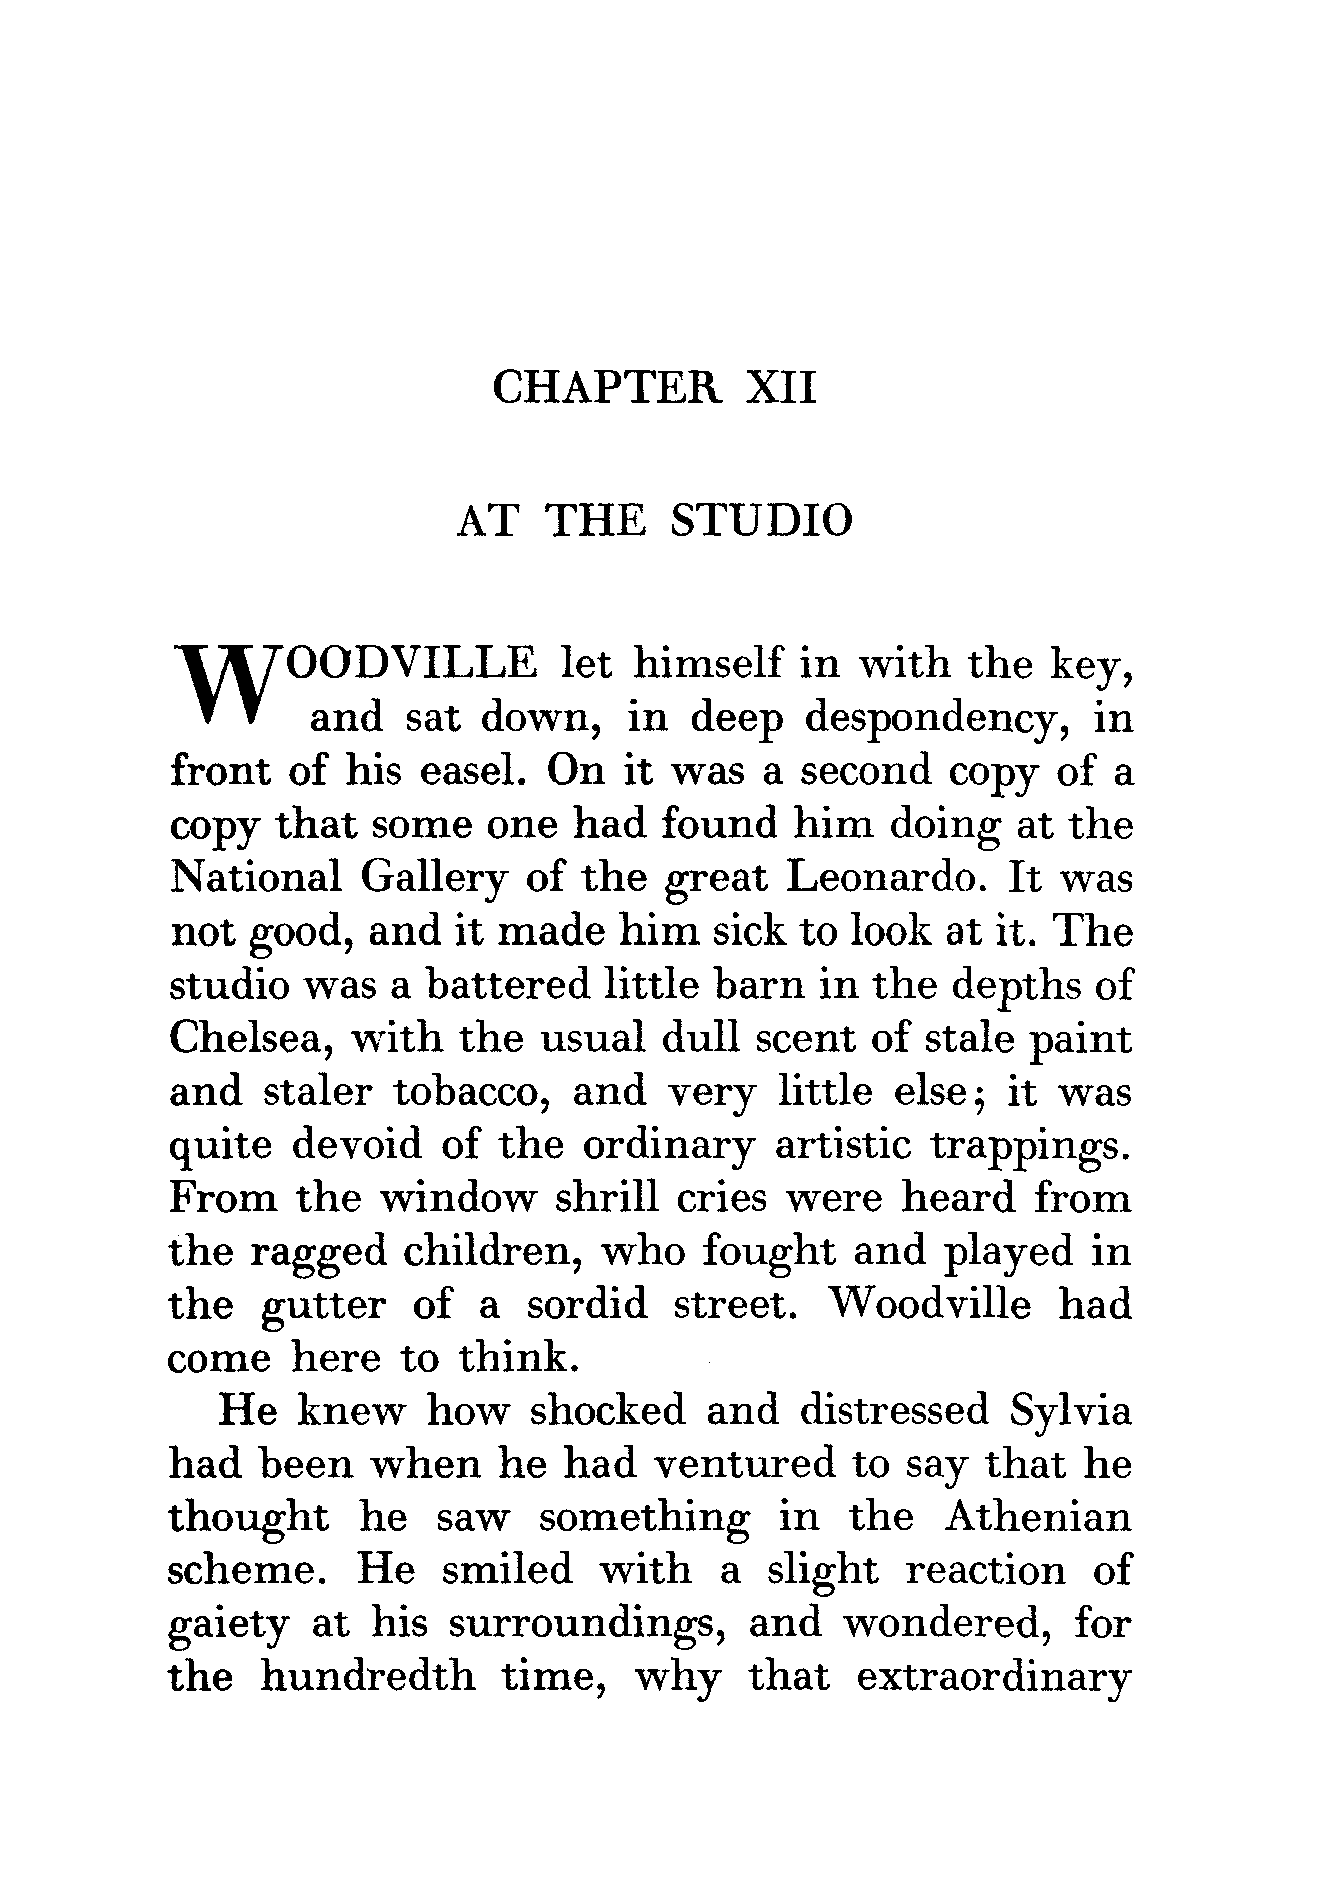 CHAPTER XII
AT THE STUDIO
WOODVILLE let himself in with the key,
and sat down, in deep despondency, in
front of his easel. On it was a second copy of a
copy that some one had found him doing at the
National Gallery of the great Leonardo. It was
not good, and it made him sick to look at it. The
studio was a battered little barn in the depths of
Chelsea, with the usual dull scent of stale paint
and staler tobacco, and very little else; it was
quite devoid of the ordinary artistic trappings.
From the window shrill cries were heard from
the ragged children, who fought and played in
the gutter of a sordid street. Woodville had
come here to think.
He knew how shocked and distressed Sylvia
had been when he had ventured to say that he
thought he saw something in the Athenian
scheme. He smiled with a slight reaction of
gaiety at his surroundings, and wondered, for
the hundredth time, why that extraordinary